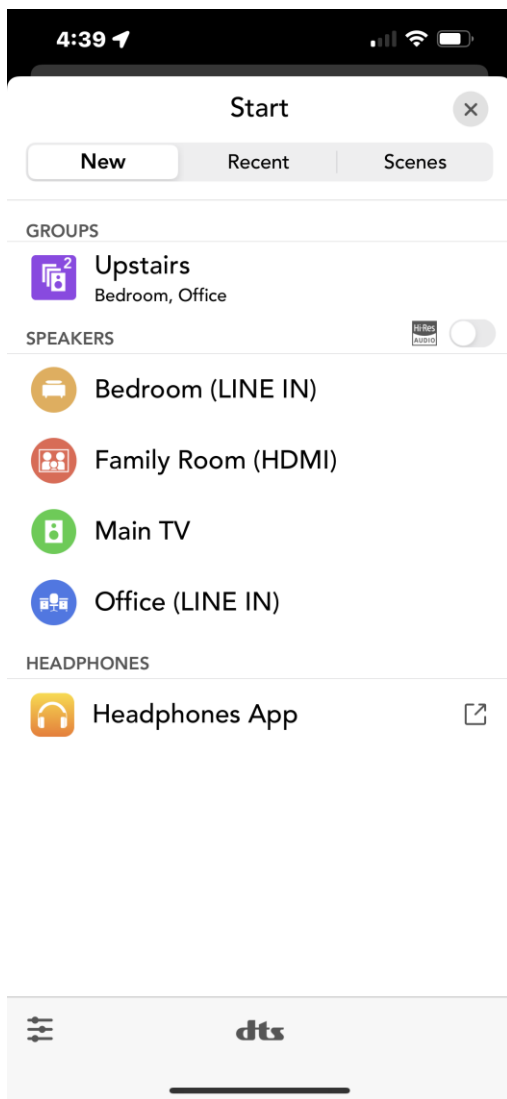 4:39
Start
New
Recent
Scenes
GROUPS
2
Upstairs
Bedroom, Office
SPEAKERS
Hi-Res
AUDIO
Bedroom (LINE IN)
Family Room (HDMI)
Main TV
Office (LINE IN)
HEADPHONES
Headphones App
dts